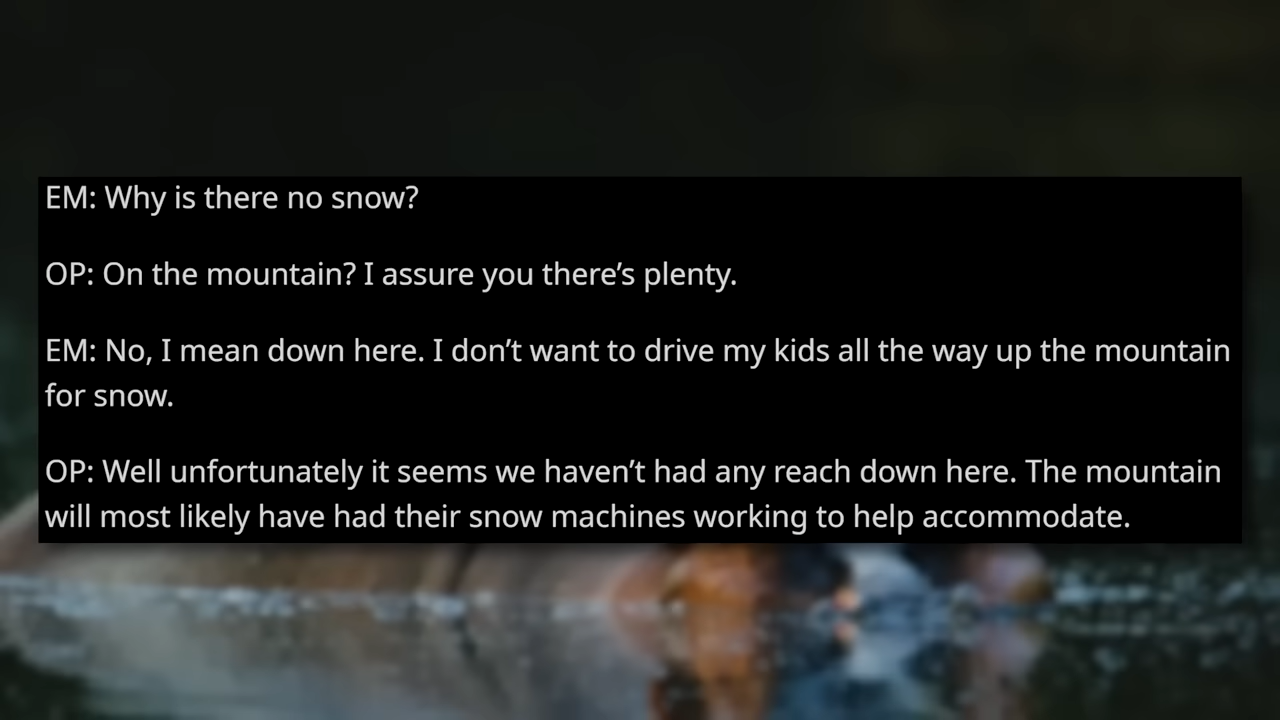 EM: Why is there no snow?
OP: On the mountain? I assure you there’s plenty.
EM: No, I mean down here. I don’t want to drive my kids all the way up the mountain
for snow.
OP: Well unfortunately it seems we haven’t had any reach down here. The mountain
will most likely have had their snow machines working to help accommodate.